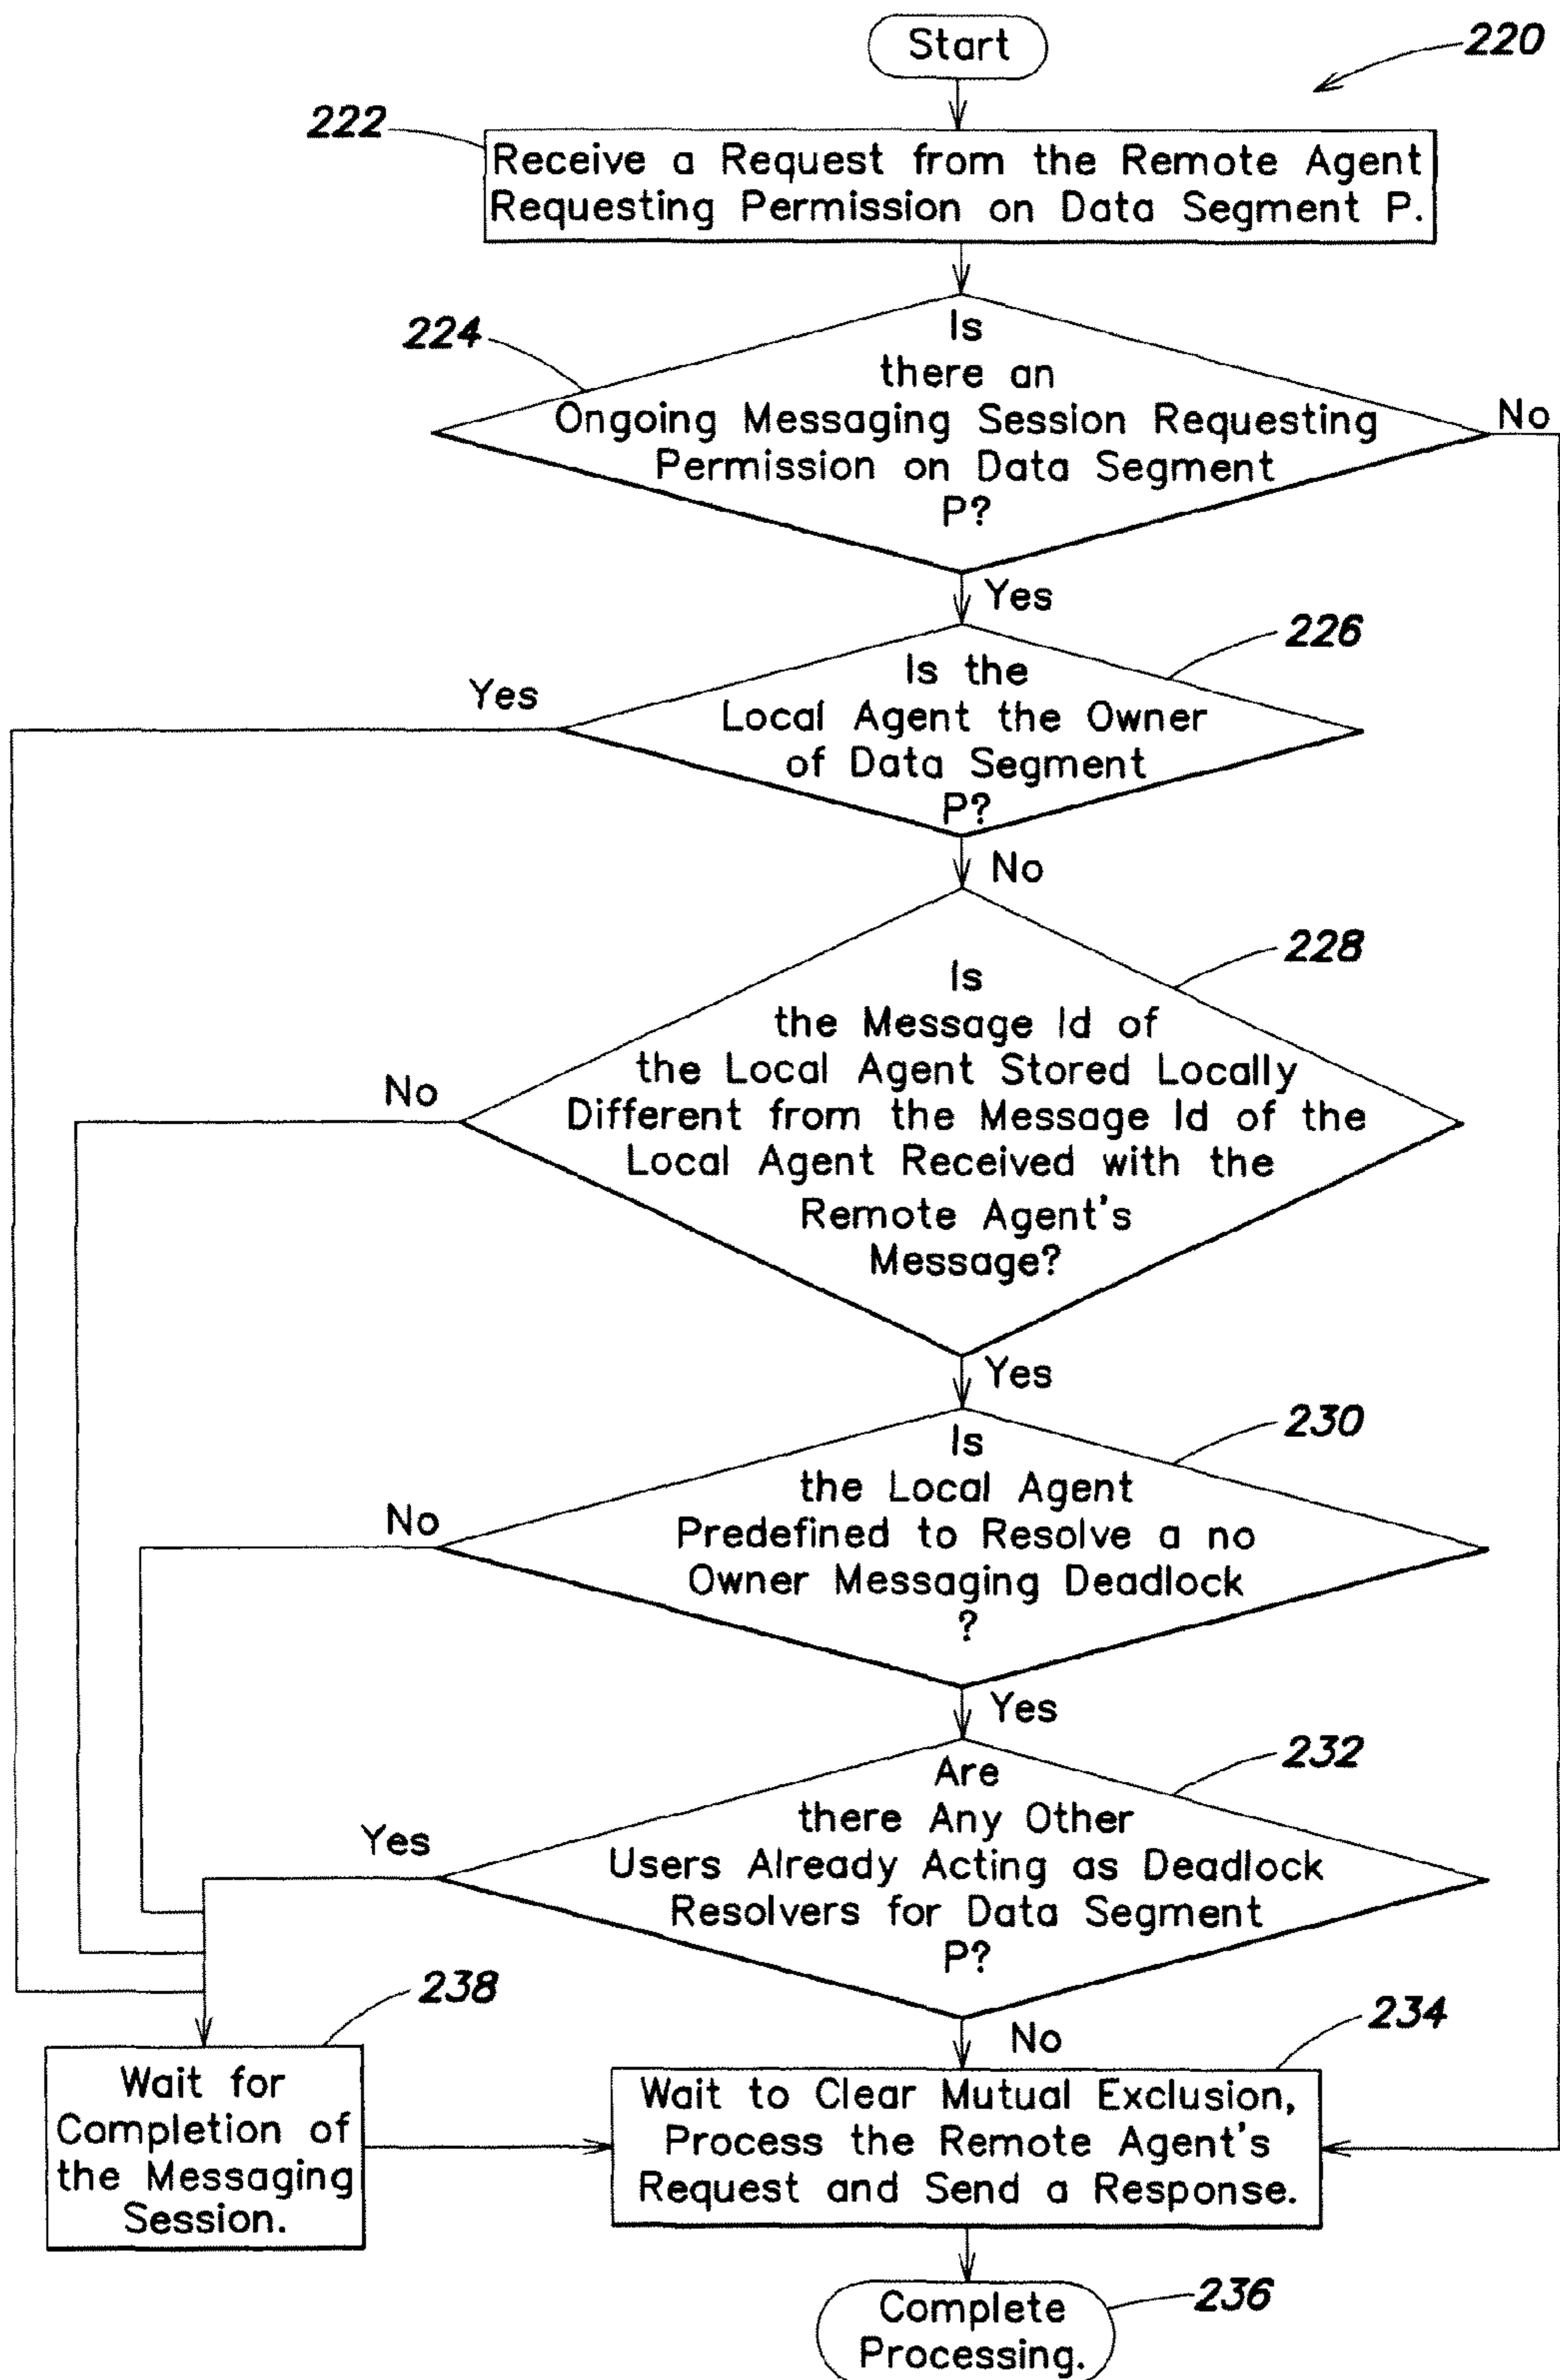 Start
220
222
Receive a Request from the Remote Agent
Requesting Permission on Data Segment P.
224
Is
there an
Ongoing Messaging Session Requesting
Permission on Data Segment
P?
No
Yes
226
Is the
Local Agent the Owner
of Data Segment
P?
Yes
No
228
Is
the Message Id of
the Local Agent Stored Locally
Different from the Message Id of the
Local Agent Received with the
Remote Agent's
Message?
No
Yes
230
Is
the Local Agent
Predefined to Resolve a no
Owner Messaging Deadlock
?
No
Yes
232
Are
there Any Other
Users Already Acting as Deadlock
Resolvers for Data Segment
P?
Yes
No
238
Wait for
Completion of
the Messaging
Session.
234
Wait to Clear Mutual Exclusion,
Process the Remote Agent's
Request and Send a Response.
236
Complete
Processing.